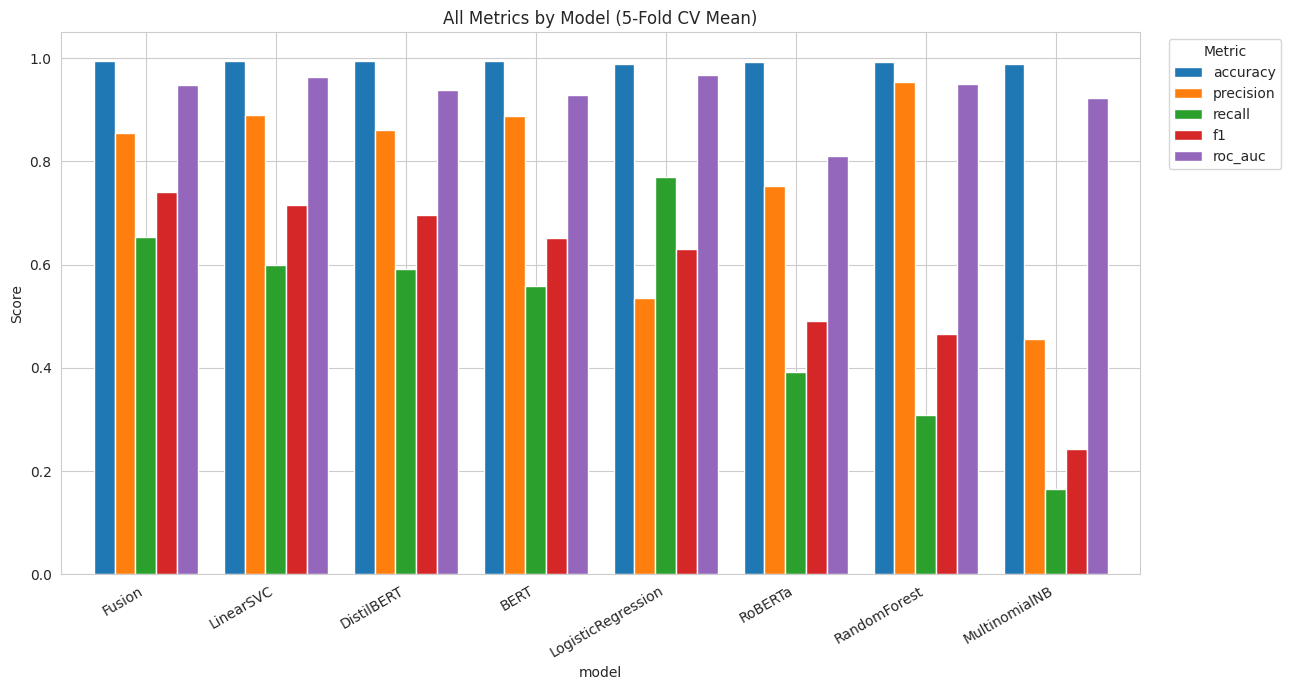 All Metrics by Model (5-Fold CV Mean)
Metric
accuracy
precision
recall
f1
roc_auc
1.0
0.8
0.6
0.4
0.2
0.0
Score
Fusion
LinearSVC
DistilBERT
BERT
LogisticRegression
RoBERTa
RandomForest
MultinomialNB
model